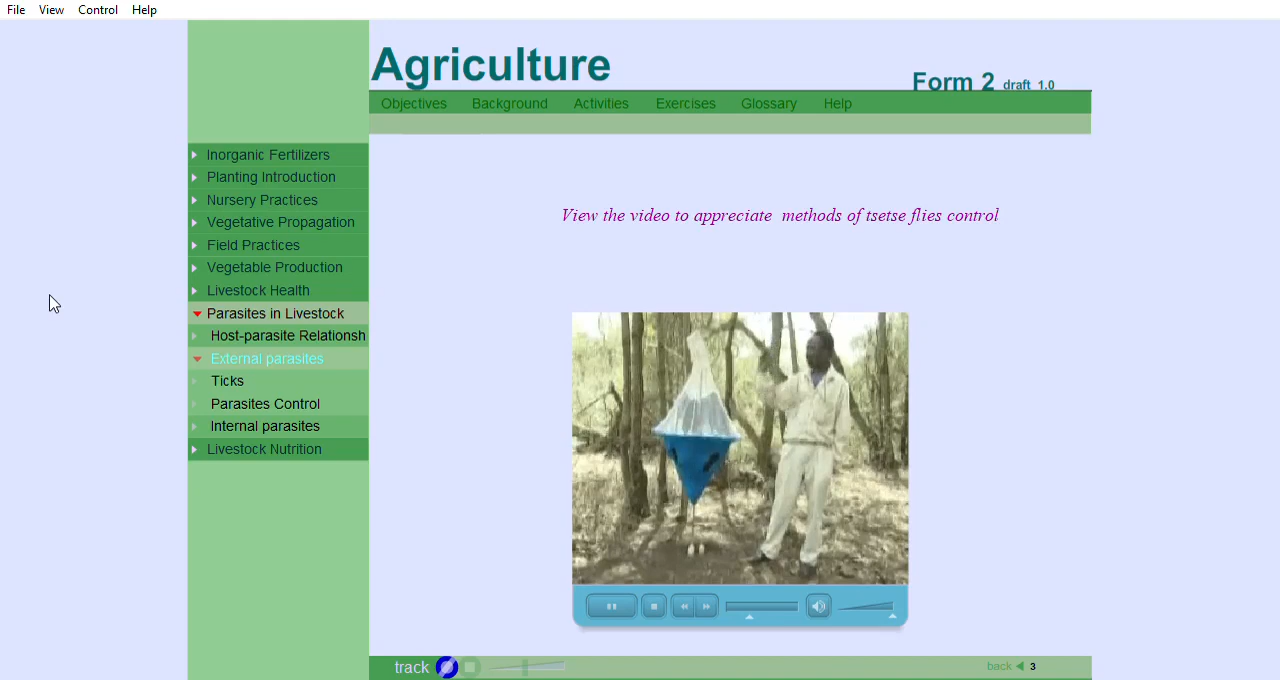 File View Control Help
Agriculture
Form 2 draft 1.0
Objectives Background Activities Exercises Glossary Help
Inorganic Fertilizers
Planting Introduction
Nursery Practices
Vegetative Propagation
Field Practices
Vegetable Production
Livestock Health
Parasites in Livestock
Host-parasite Relationsh
External parasites
Ticks
Parasites Control
Internal parasites
Livestock Nutrition
View the video to appreciate methods of tsetse flies control
track
back 3